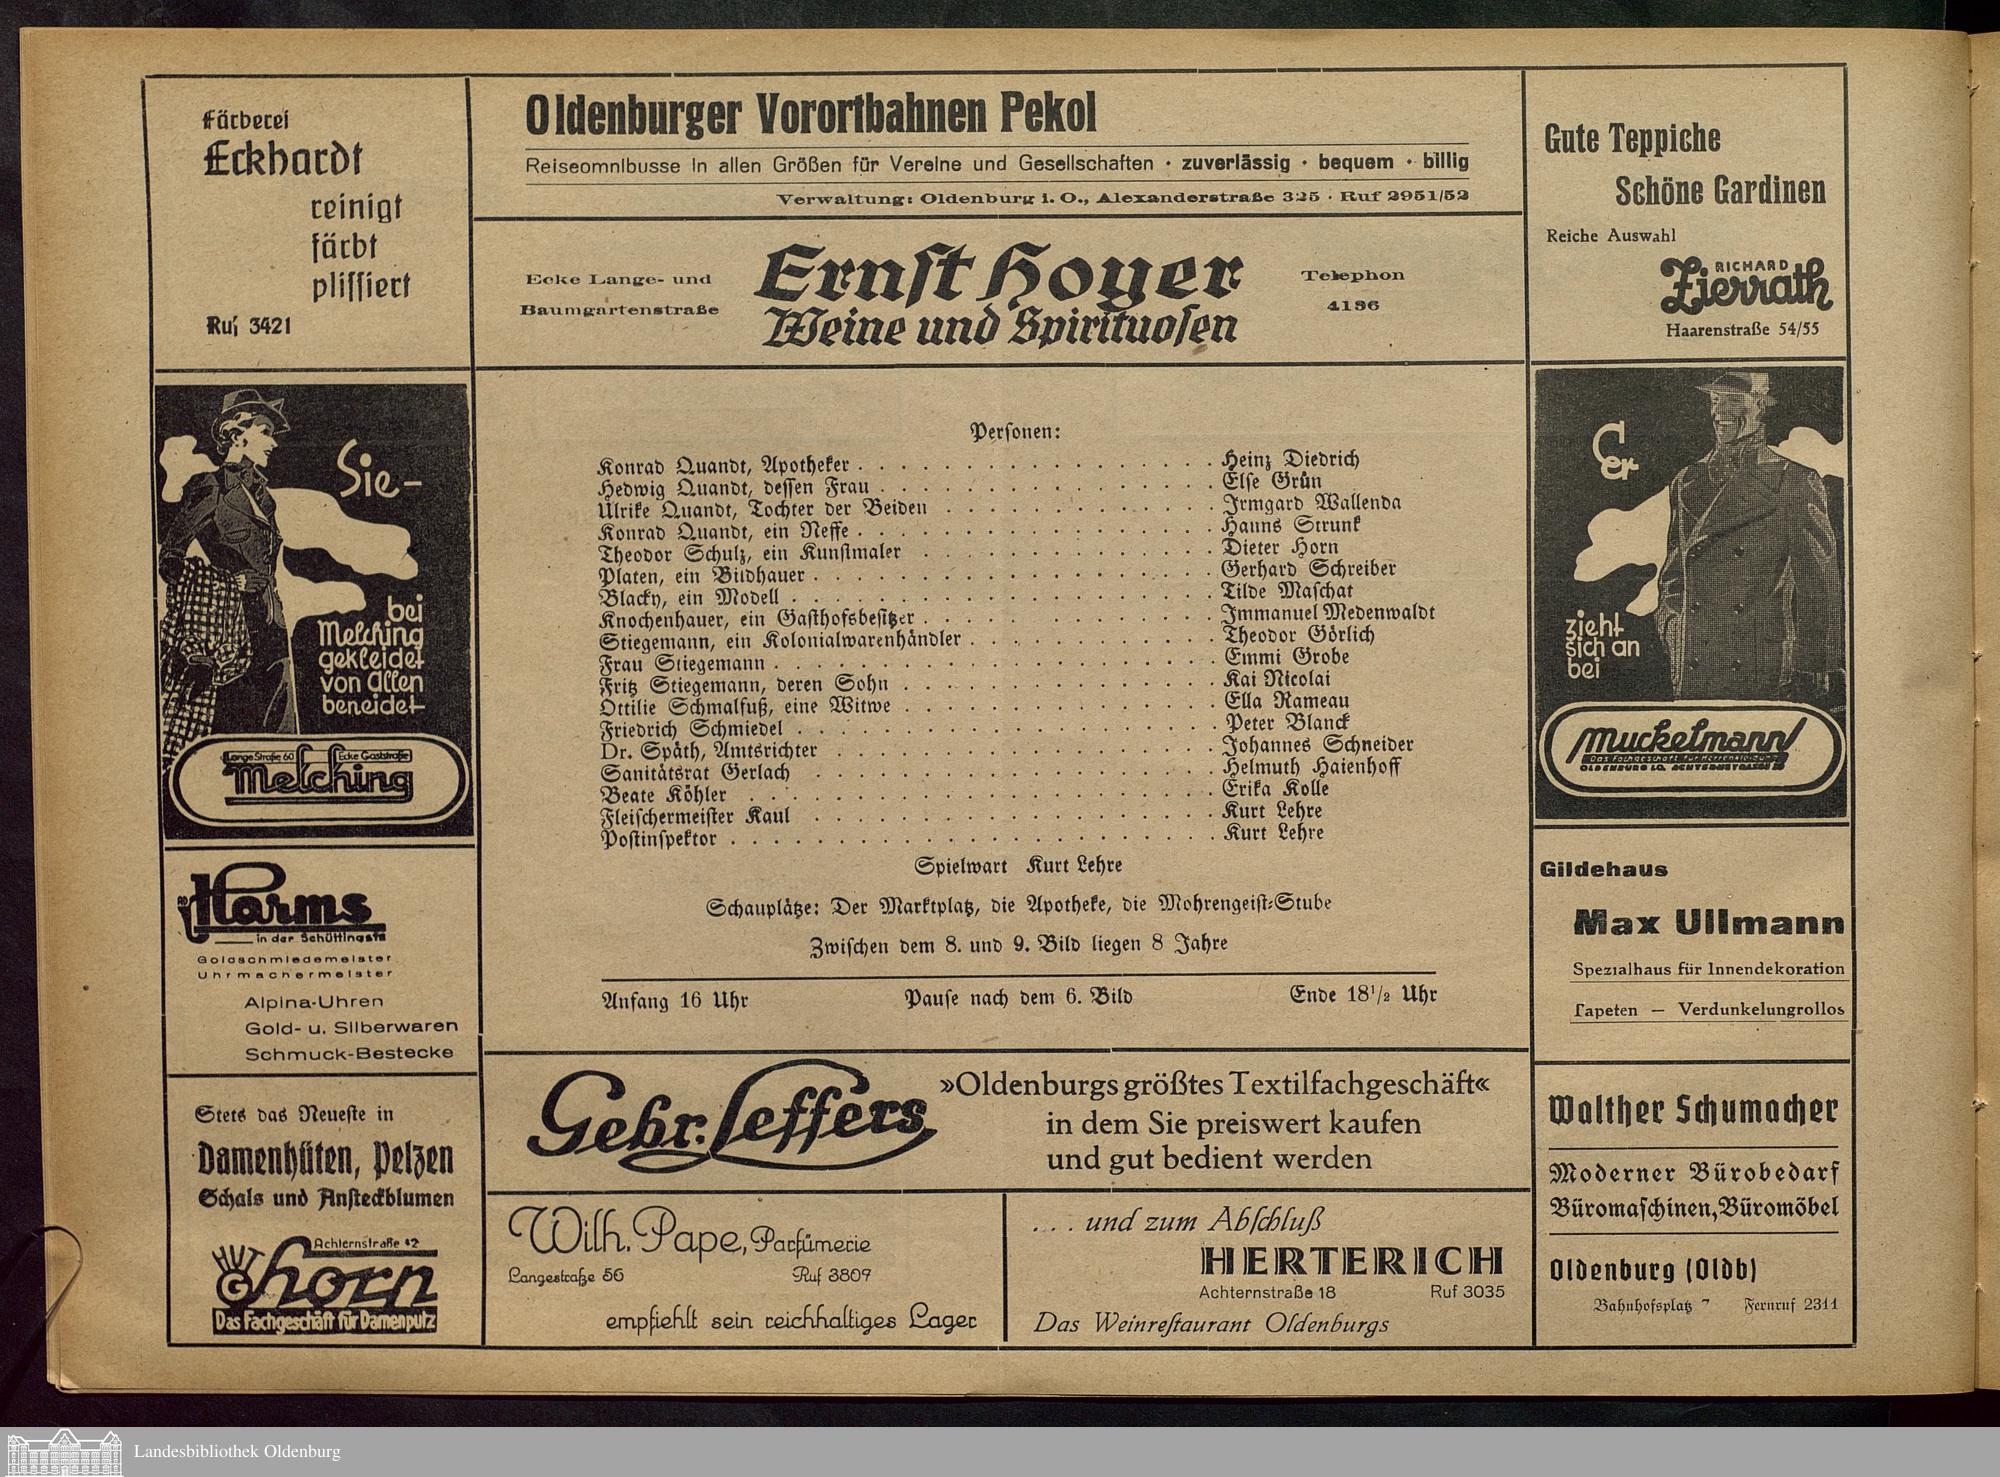 Färberei
Eckhardt
reinigt
färbt
plissiert
Ruf 3421
Oldenburger Vorortbahnen Pekol
Reiseomnibusse in allen Größen für Vereine und Gesellschaften · zuverlässig · bequem · billig
Verwaltung: Oldenburg i. O., Alexanderstraße 325 · Ruf 2951/52
Ecke Lange- und
Baumgartenstraße
Ernst Hoyer
Weine und Spirituosen
Telephon
4136
Gute Teppiche
Schöne Gardinen
Reiche Auswahl
RICHARD
Zierrath
Haarenstraße 54/55
Sie-
bei
Melching
gekleidet
von Allen
beneidet
Lange Straße 60 Ecke Gaststraße
Melching
Personen:
Konrad Quandt, Apotheker . . . . . Heinz Diedrich
Hedwig Quandt, dessen Frau . . . . . Else Grün
Ulrike Quandt, Tochter der Beiden . . . . . Irmgard Wallenda
Konrad Quandt, ein Neffe . . . . . Hanns Strunk
Theodor Schulz, ein Kunstmaler . . . . . Dieter Horn
Platen, ein Bildhauer . . . . . Gerhard Schreiber
Blacky, ein Modell . . . . . Tilde Maschat
Knochenhauer, ein Gasthofsbesitzer . . . . . Immanuel Medenwaldt
Stiegemann, ein Kolonialwarenhändler . . . . . Theodor Görlich
Frau Stiegemann . . . . . Emmi Grobe
Fritz Stiegemann, deren Sohn . . . . . Kai Nicolai
Ottilie Schmalfuß, eine Witwe . . . . . Ella Rameau
Friedrich Schmiedel . . . . . Peter Blanck
Dr. Späth, Amtsrichter . . . . . Johannes Schneider
Sanitätsrat Gerlach . . . . . Helmuth Haienhoff
Beate Köhler . . . . . Erika Kolle
Fleischermeister Kaul . . . . . Kurt Lehre
Postinspektor . . . . . Kurt Lehre
Spielwart Kurt Lehre
Schauplätze: Der Marktplatz, die Apotheke, die Mohrengeist-Stube
Zwischen dem 8. und 9. Bild liegen 8 Jahre
Anfang 16 Uhr Pause nach dem 6. Bild Ende 18½ Uhr
Er
zieht
sich an
bei
Muckelmann
Das Fachgeschäft für Herrenkleidung
OLDENBURG I.O. ACHTERNSTRASSE
Harms
in der Schüttingstr
Goldschmiedemeister
Uhrmachermeister
Alpina-Uhren
Gold- u. Silberwaren
Schmuck-Bestecke
Gildehaus
Max Ullmann
Spezialhaus für Innendekoration
Tapeten — Verdunkelungrollos
Stets das Neueste in
Damenhüten, Pelzen
Schals und Ansteckblumen
Achternstraße 42
HUT
horn
Das Fachgeschäft für Damenputz
Gebr. Leffers
»Oldenburgs größtes Textilfachgeschäft«
in dem Sie preiswert kaufen
und gut bedient werden
Wilh. Pape, Parfümerie
Langestraße 56 Ruf 3809
empfiehlt sein reichhaltiges Lager
. . . und zum Abschluß
HERTERICH
Achternstraße 18 Ruf 3035
Das Weinrestaurant Oldenburgs
Walther Schumacher
Moderner Bürobedarf
Büromaschinen, Büromöbel
Oldenburg (Oldb)
Bahnhofsplatz 7 Fernruf 2311
Landesbibliothek Oldenburg